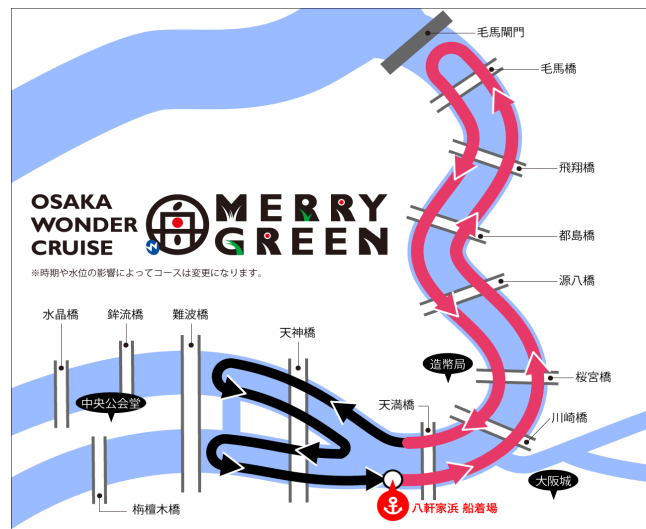 毛馬閘門
毛馬橋
飛翔橋
都島橋
源八橋
OSAKA
WONDER
CRUISE
MERRY
GREEN
N
※時期や水位の影響によってコースは変更になります。
水晶橋
鉾流橋
難波橋
天神橋
造幣局
桜宮橋
中央公会堂
天満橋
川崎橋
大阪城
栴檀木橋
八軒家浜 船着場